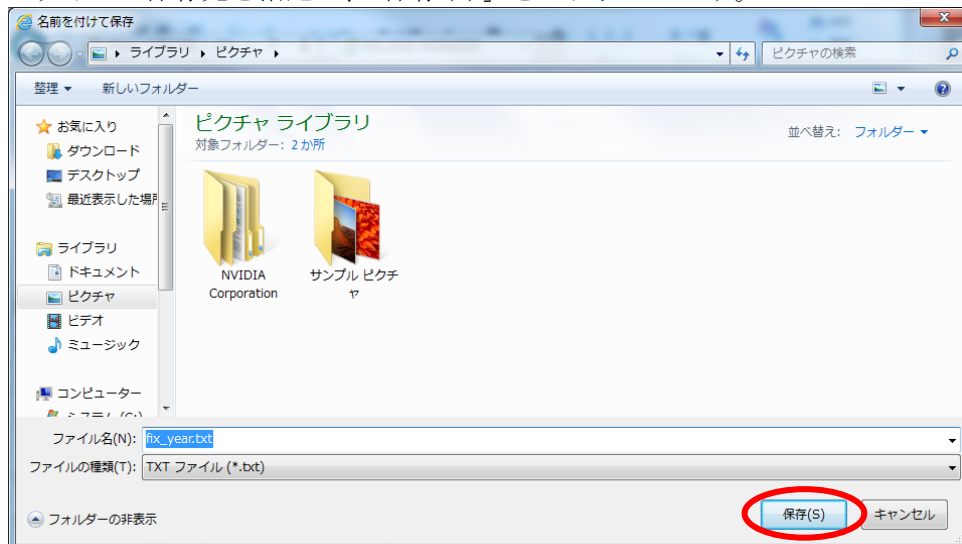 名前を付けて保存
ライブラリ ▸ ピクチャ ▸
ピクチャの検索
整理 ▼ 新しいフォルダー
お気に入り
ダウンロード
デスクトップ
最近表示した場所
ライブラリ
ドキュメント
ピクチャ
ビデオ
ミュージック
コンピューター
ピクチャ ライブラリ
対象フォルダー: 2 か所
並べ替え: フォルダー ▼
NVIDIA
Corporation
サンプル ピクチ
ャ
ファイル名(N): fix_year.txt
ファイルの種類(T): TXT ファイル (*.txt)
フォルダーの非表示
保存(S)
キャンセル